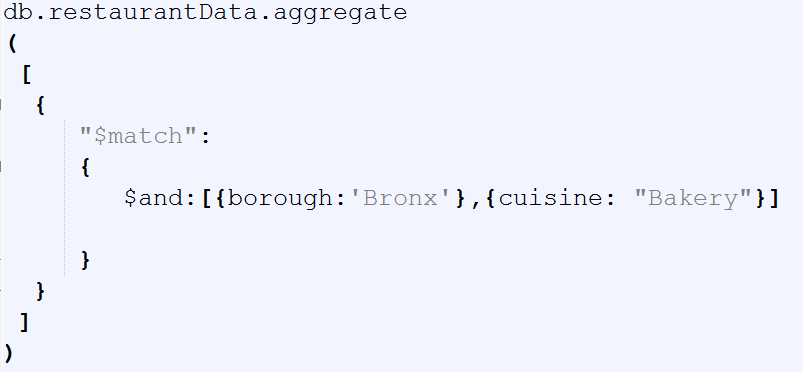 db.restaurantData.aggregate
(
[
{
"$match":
{
$and:[{borough:'Bronx'},{cuisine: "Bakery"}]
}
}
]
)